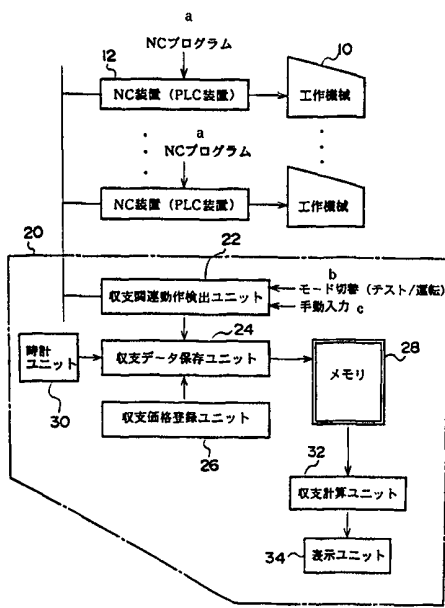 a
NCプログラム
12
10
NC装置（PLC装置）
工作機械
a
NCプログラム
NC装置（PLC装置）
工作機械
20
22
収支関連動作検出ユニット
b
モード切替（テスト/運転）
手動入力 c
24
28
時計
ユニット
収支データ保存ユニット
メモリ
30
収支価格登録ユニット
26
32
収支計算ユニット
34
表示ユニット